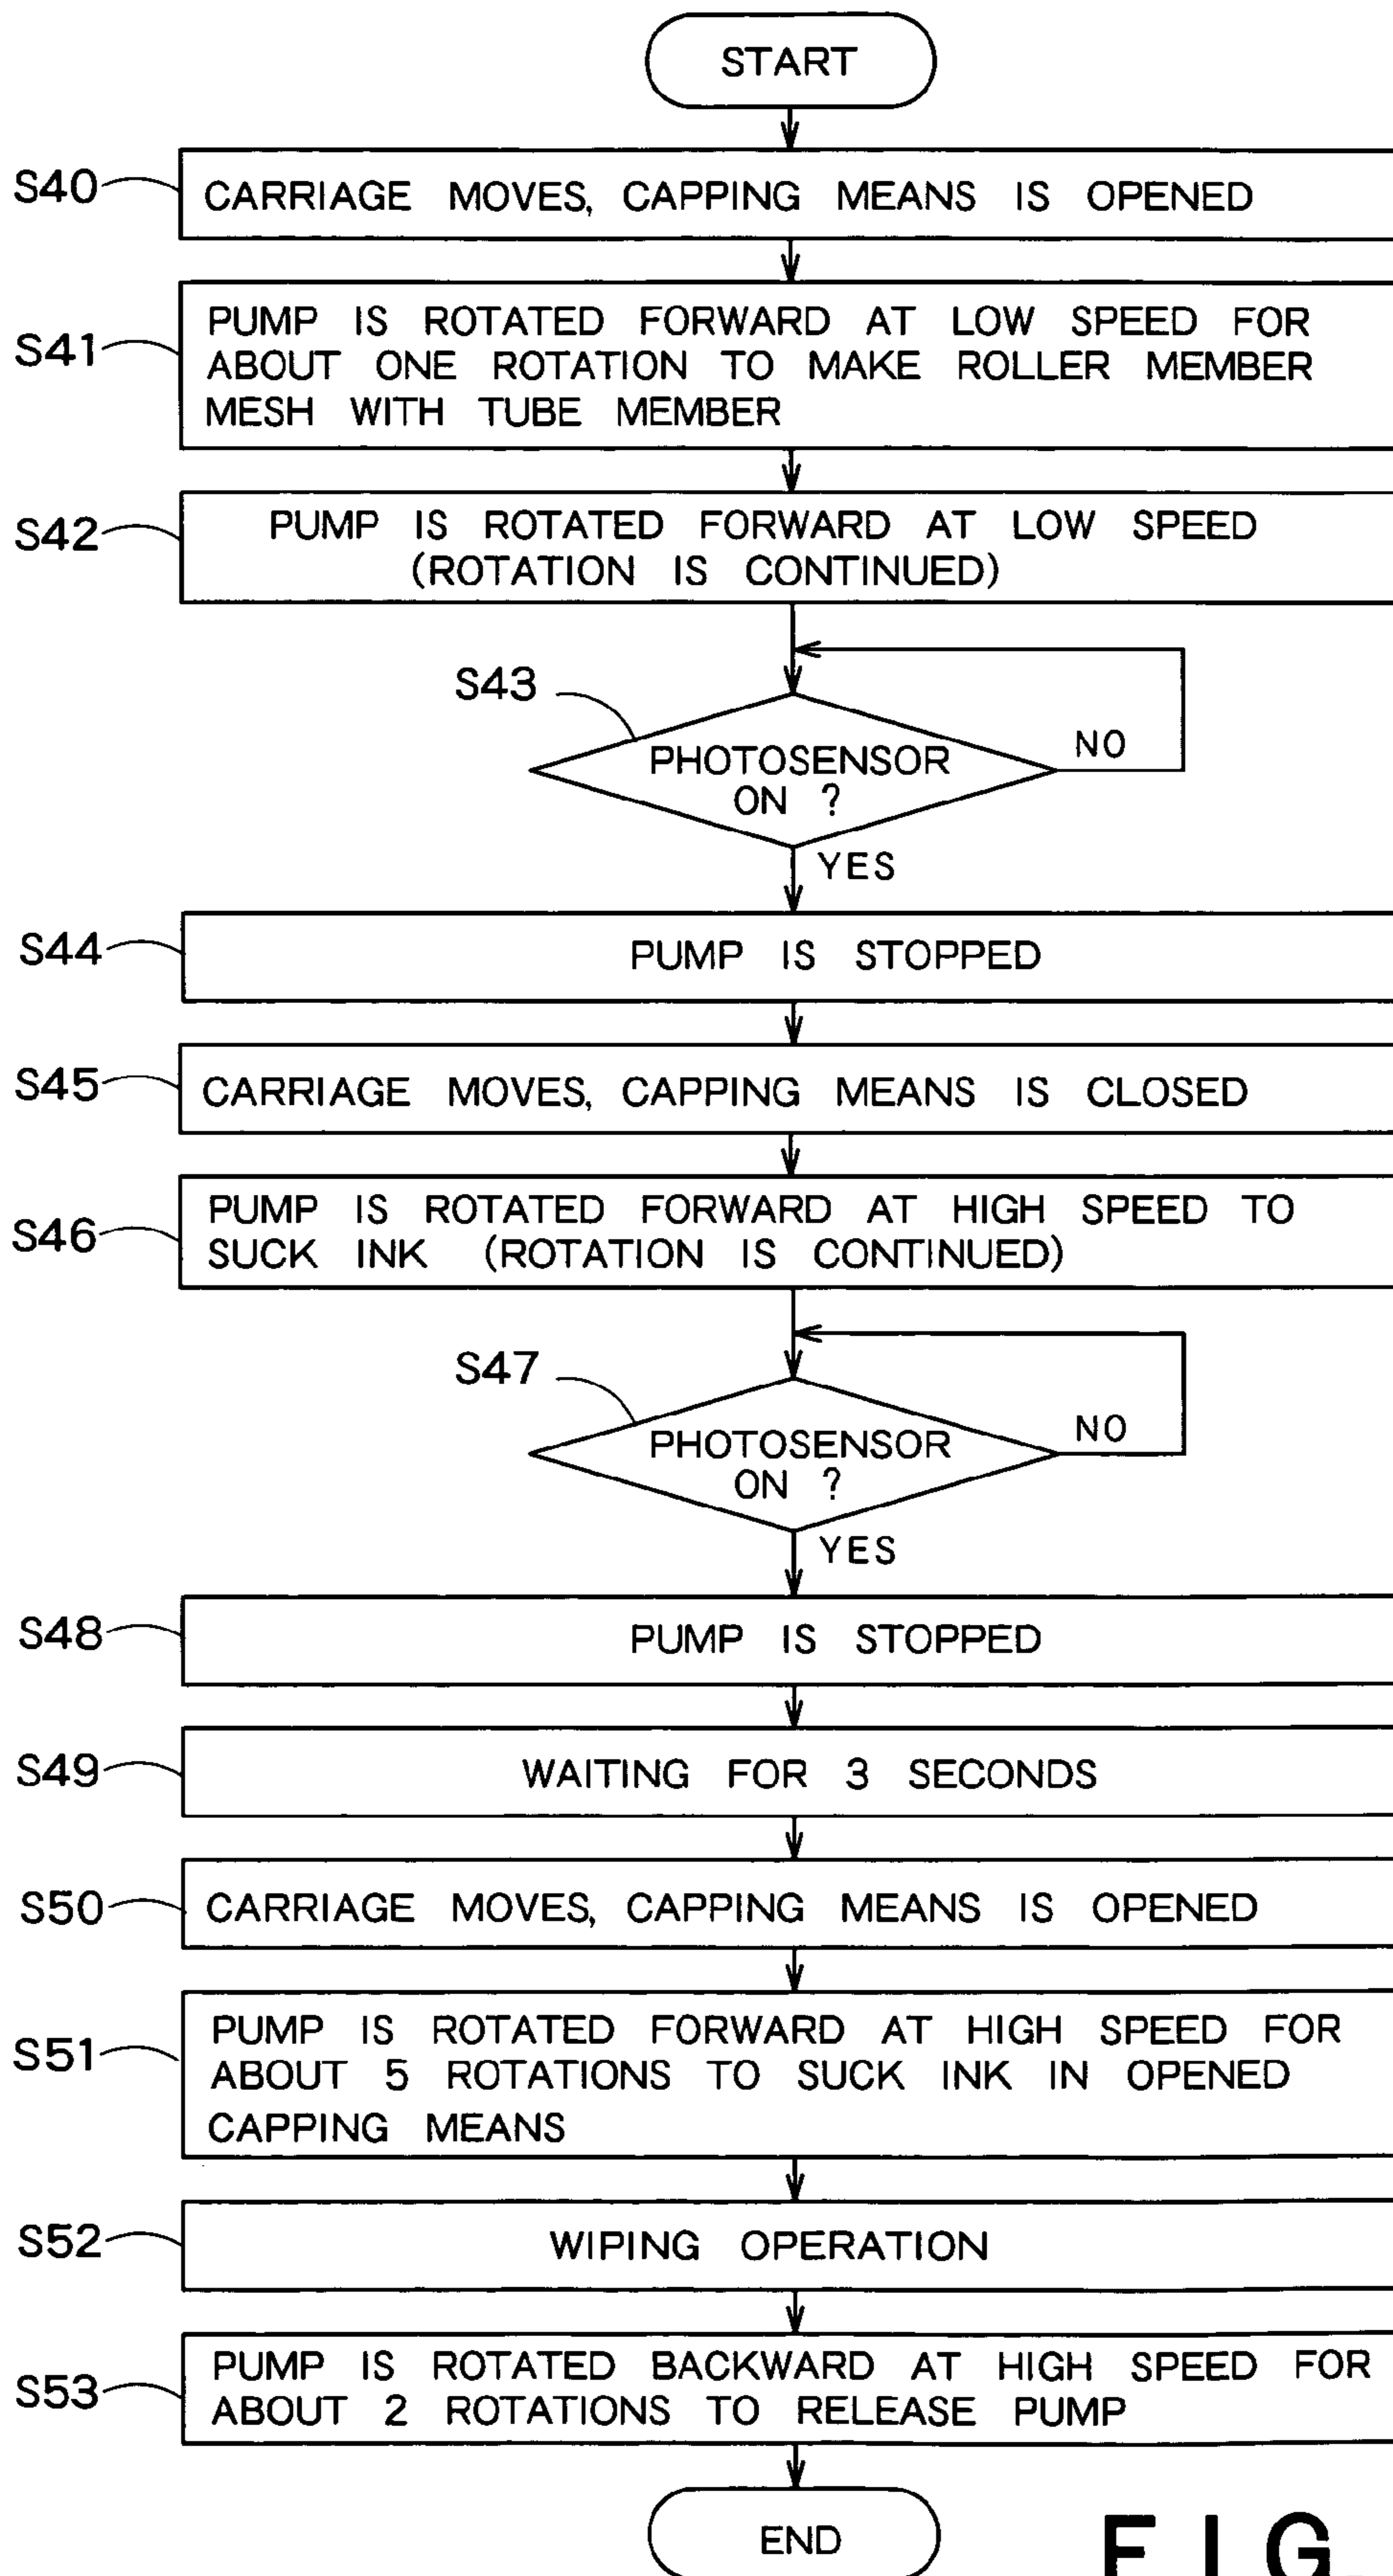 START
S40
CARRIAGE MOVES, CAPPING MEANS IS OPENED
S41
PUMP IS ROTATED FORWARD AT LOW SPEED FOR
ABOUT ONE ROTATION TO MAKE ROLLER MEMBER
MESH WITH TUBE MEMBER
S42
PUMP IS ROTATED FORWARD AT LOW SPEED
(ROTATION IS CONTINUED)
S43
PHOTOSENSOR
ON ?
NO
YES
S44
PUMP IS STOPPED
S45
CARRIAGE MOVES, CAPPING MEANS IS CLOSED
S46
PUMP IS ROTATED FORWARD AT HIGH SPEED TO
SUCK INK (ROTATION IS CONTINUED)
S47
PHOTOSENSOR
ON ?
NO
YES
S48
PUMP IS STOPPED
S49
WAITING FOR 3 SECONDS
S50
CARRIAGE MOVES, CAPPING MEANS IS OPENED
S51
PUMP IS ROTATED FORWARD AT HIGH SPEED FOR
ABOUT 5 ROTATIONS TO SUCK INK IN OPENED
CAPPING MEANS
S52
WIPING OPERATION
S53
PUMP IS ROTATED BACKWARD AT HIGH SPEED FOR
ABOUT 2 ROTATIONS TO RELEASE PUMP
END
FIG.